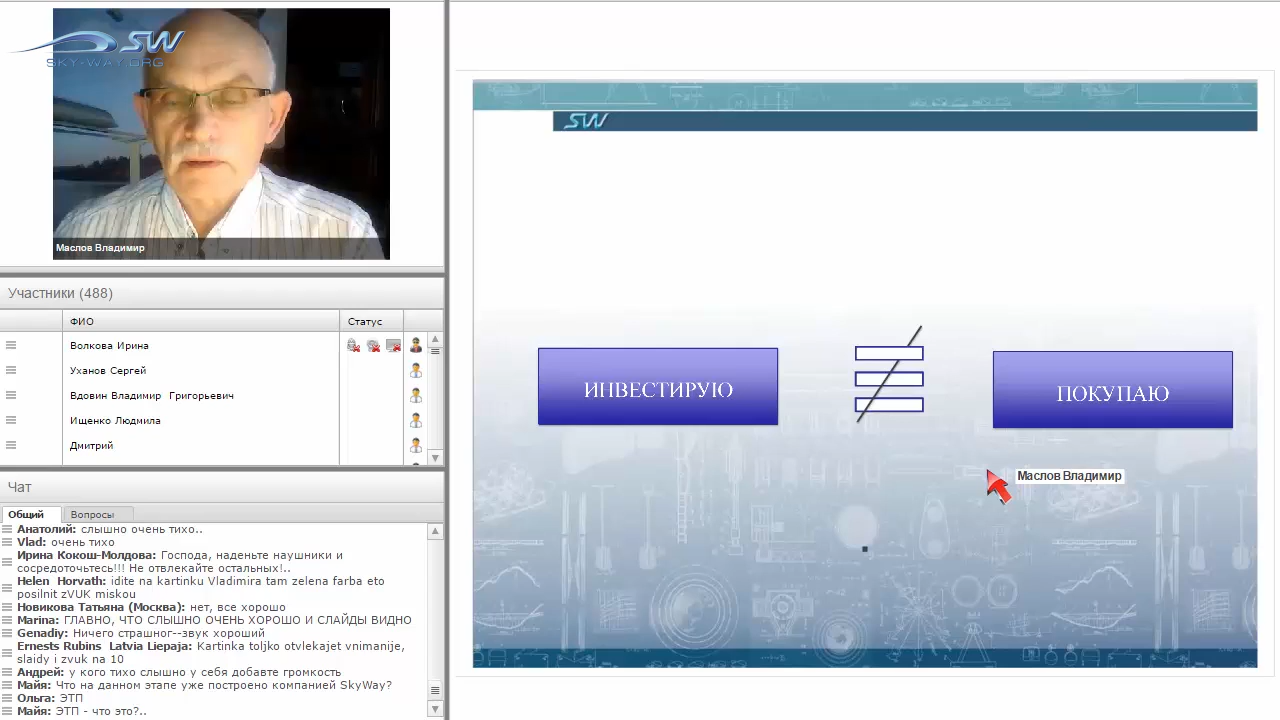 SW
SKY-WAY.ORG
Маслов Владимир
Участники (488)
ФИО
Статус
Волкова Ирина
Уханов Сергей
Вдовин Владимир Григорьевич
Ищенко Людмила
Дмитрий
Чат
Общий
Вопросы
Анатолий: слышно очень тихо..
Vlad: очень тихо
Ирина Кокош-Молдова: Господа, наденьте наушники и
сосредоточьтесь!!! Не отвлекайте остальных!..
Helen Horvath: idite na kartinku Vladimira tam zelena farba eto
posilnit zVUK miskou
Новикова Татьяна (Москва): нет, все хорошо
Marina: ГЛАВНО, ЧТО СЛЫШНО ОЧЕНЬ ХОРОШО И СЛАЙДЫ ВИДНО
Genadiy: Ничего страшног--звук хороший
Ernests Rubins Latvia Liepaja: Kartinka toljko otvlekajet vnimanije,
slaidy i zvuk na 10
Андрей: у кого тихо слышно у себя добавте громкость
Майя: Что на данном этапе уже построено компанией SkyWay?
Ольга: ЭТП
Майя: ЭТП - что это?..
SW
ИНВЕСТИРУЮ
ПОКУПАЮ
Маслов Владимир